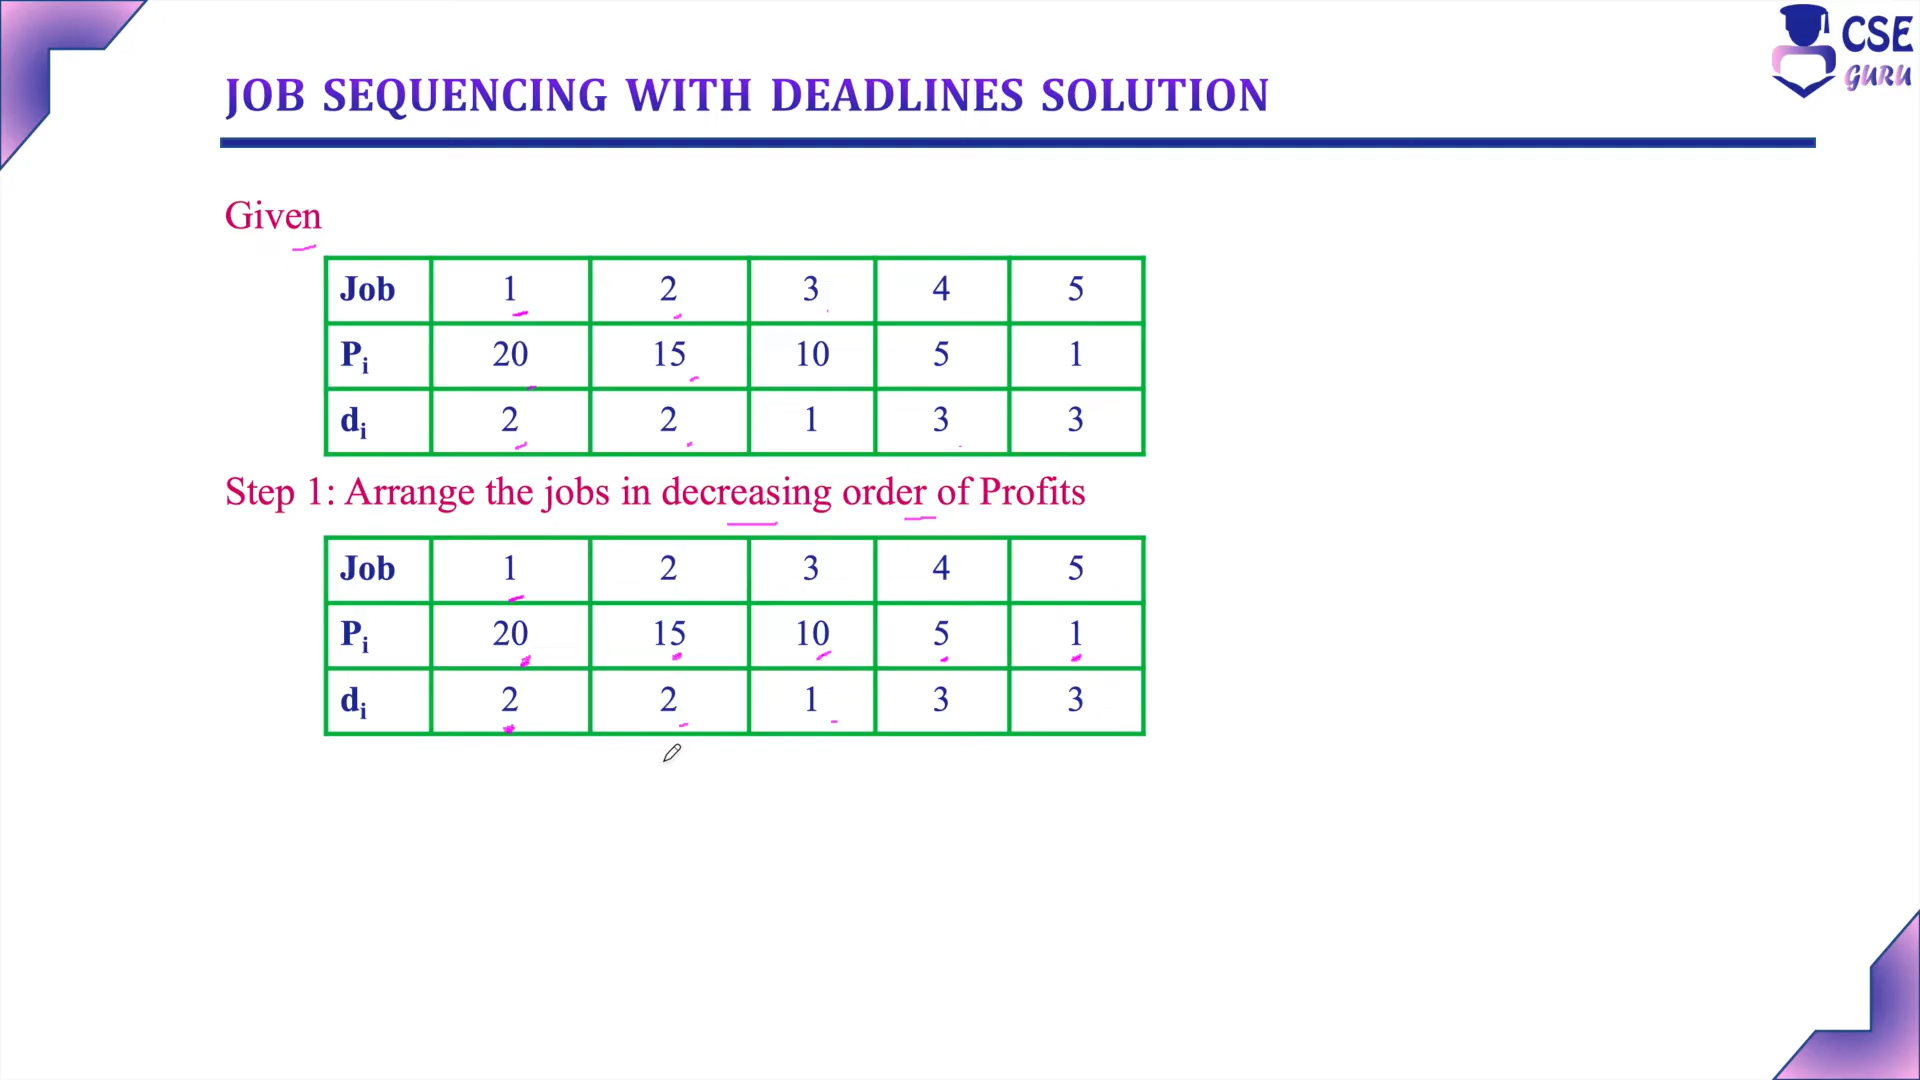 CSE
GURU
JOB SEQUENCING WITH DEADLINES SOLUTION
Given
Job 1 2 3 4 5
Pi 20 15 10 5 1
di 2 2 1 3 3
Step 1: Arrange the jobs in decreasing order of Profits
Job 1 2 3 4 5
Pi 20 15 10 5 1
di 2 2 1 3 3